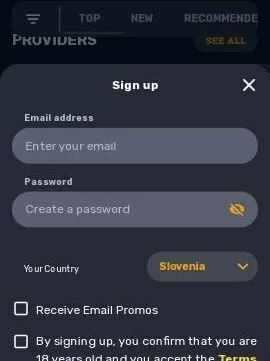 TOP NEW RECOMMENDE
PROVIDERS SEE ALL
Sign up
Email address
Enter your email
Password
Create a password
Your Country Slovenia
Receive Email Promos
By signing up, you confirm that you are
18 years old and you accept the Terms